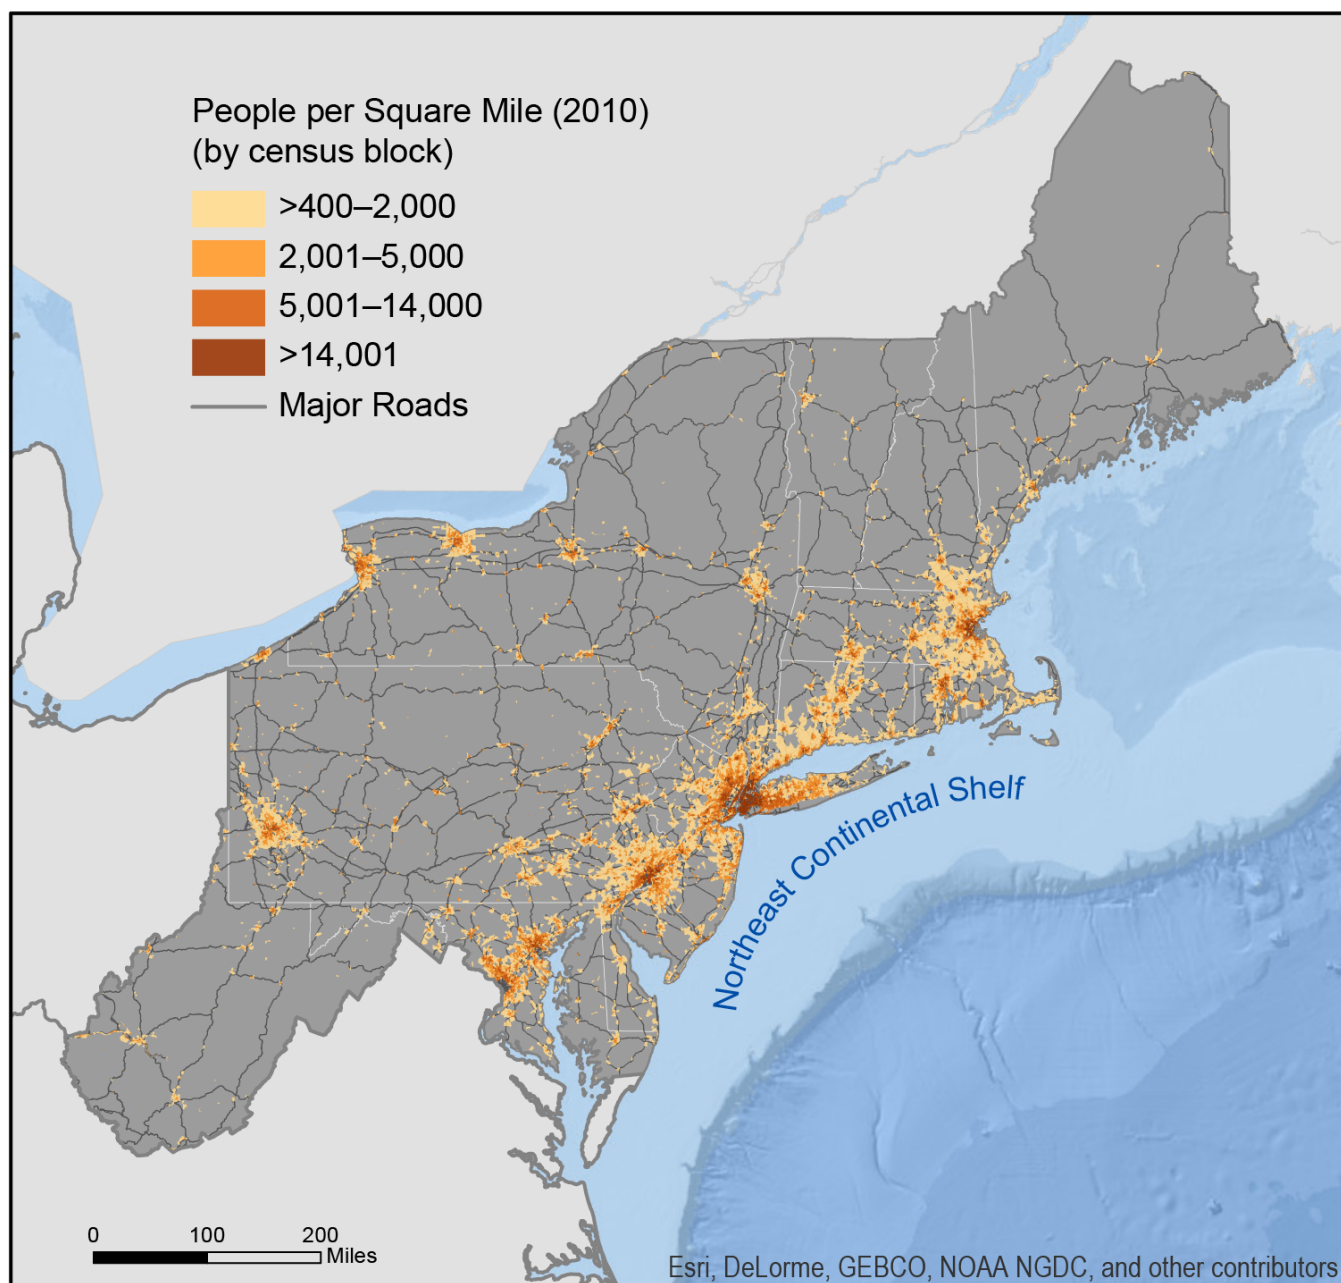 People per Square Mile (2010)
(by census block)
>400–2,000
2,001–5,000
5,001–14,000
>14,001
Major Roads
Northeast Continental Shelf
0 100 200
Miles
Esri, DeLorme, GEBCO, NOAA NGDC, and other contributors